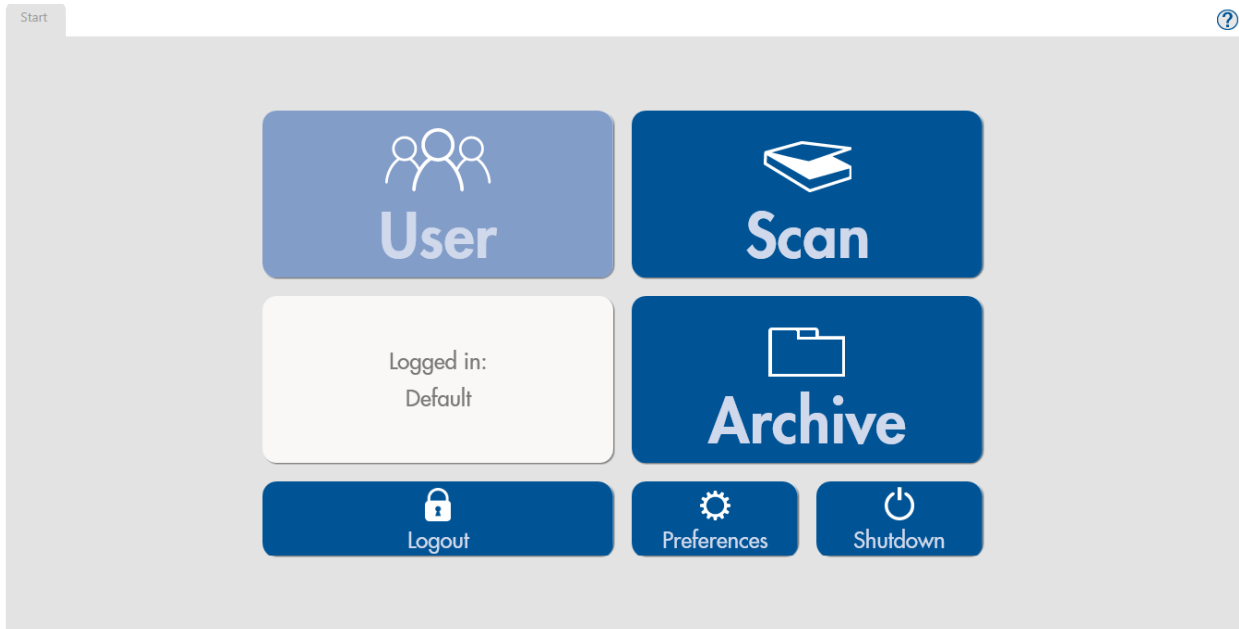 Start
?
User
Scan
Logged in:
Default
Archive
Logout
Preferences
Shutdown